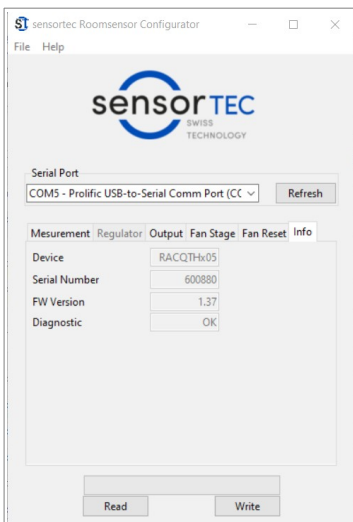 sensortec Roomsensor Configurator
File Help
sensorTEC
SWISS
TECHNOLOGY
Serial Port
COM5 - Prolific USB-to-Serial Comm Port (CC
Refresh
Mesurement Regulator Output Fan Stage Fan Reset Info
Device RACQTHx05
Serial Number 600880
FW Version 1.37
Diagnostic OK
Read Write